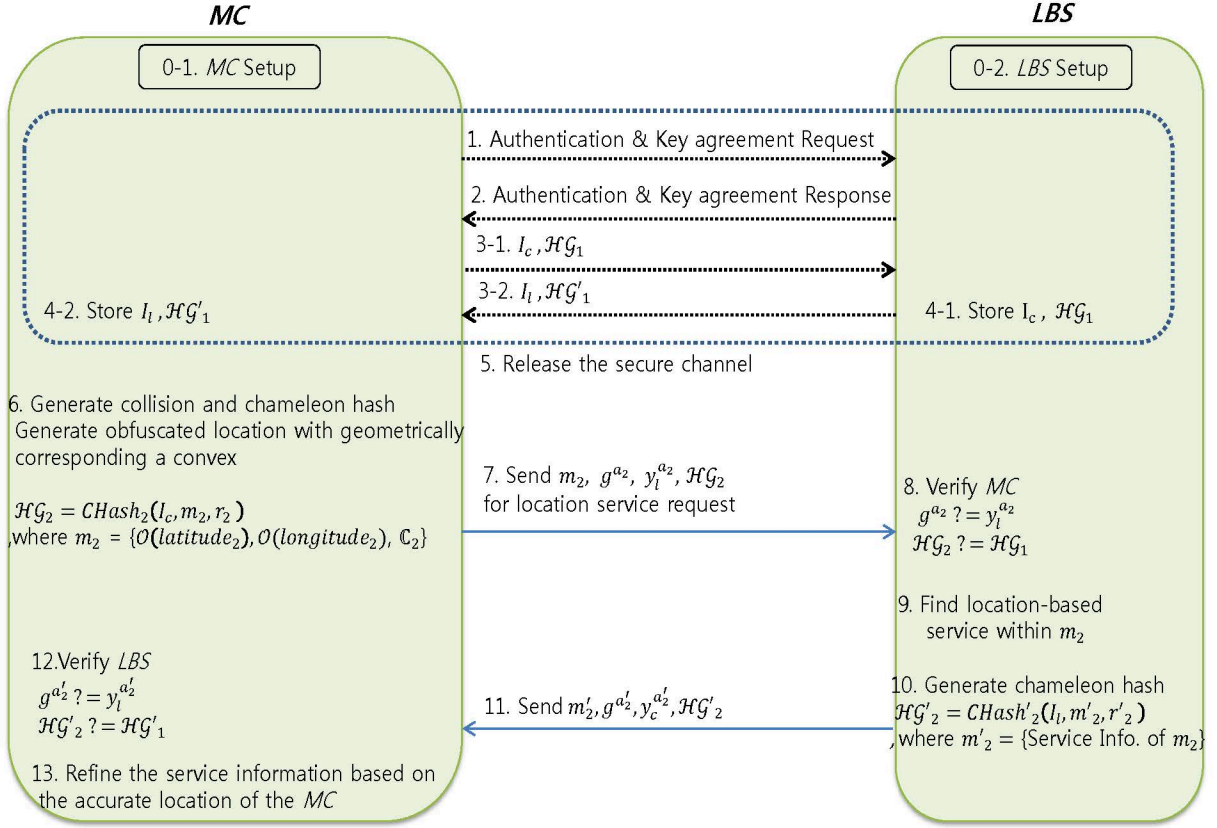 MC
LBS
0-1. MC Setup
0-2. LBS Setup
1. Authentication & Key agreement Request
2. Authentication & Key agreement Response
3-1. I_c , ℋ𝒢_1
3-2. I_l , ℋ𝒢′_1
4-2. Store I_l , ℋ𝒢′_1
4-1. Store I_c , ℋ𝒢_1
5. Release the secure channel
6. Generate collision and chameleon hash
Generate obfuscated location with geometrically
corresponding a convex
ℋ𝒢_2 = CHash_2(I_c, m_2, r_2)
,where m_2 = {𝒪(latitude_2), 𝒪(longitude_2), ℂ_2}
7. Send m_2, g^{a_2}, y_l^{a_2}, ℋ𝒢_2
for location service request
8. Verify MC
g^{a_2} ?= y_l^{a_2}
ℋ𝒢_2 ?= ℋ𝒢_1
9. Find location-based
service within m_2
10. Generate chameleon hash
ℋ𝒢′_2 = CHash′_2(I_l, m′_2, r′_2)
,where m′_2 = {Service Info. of m_2}
11. Send m′_2, g^{a′_2}, y_c^{a′_2}, ℋ𝒢′_2
12.Verify LBS
g^{a′_2} ?= y_l^{a′_2}
ℋ𝒢′_2 ?= ℋ𝒢′_1
13. Refine the service information based on
the accurate location of the MC